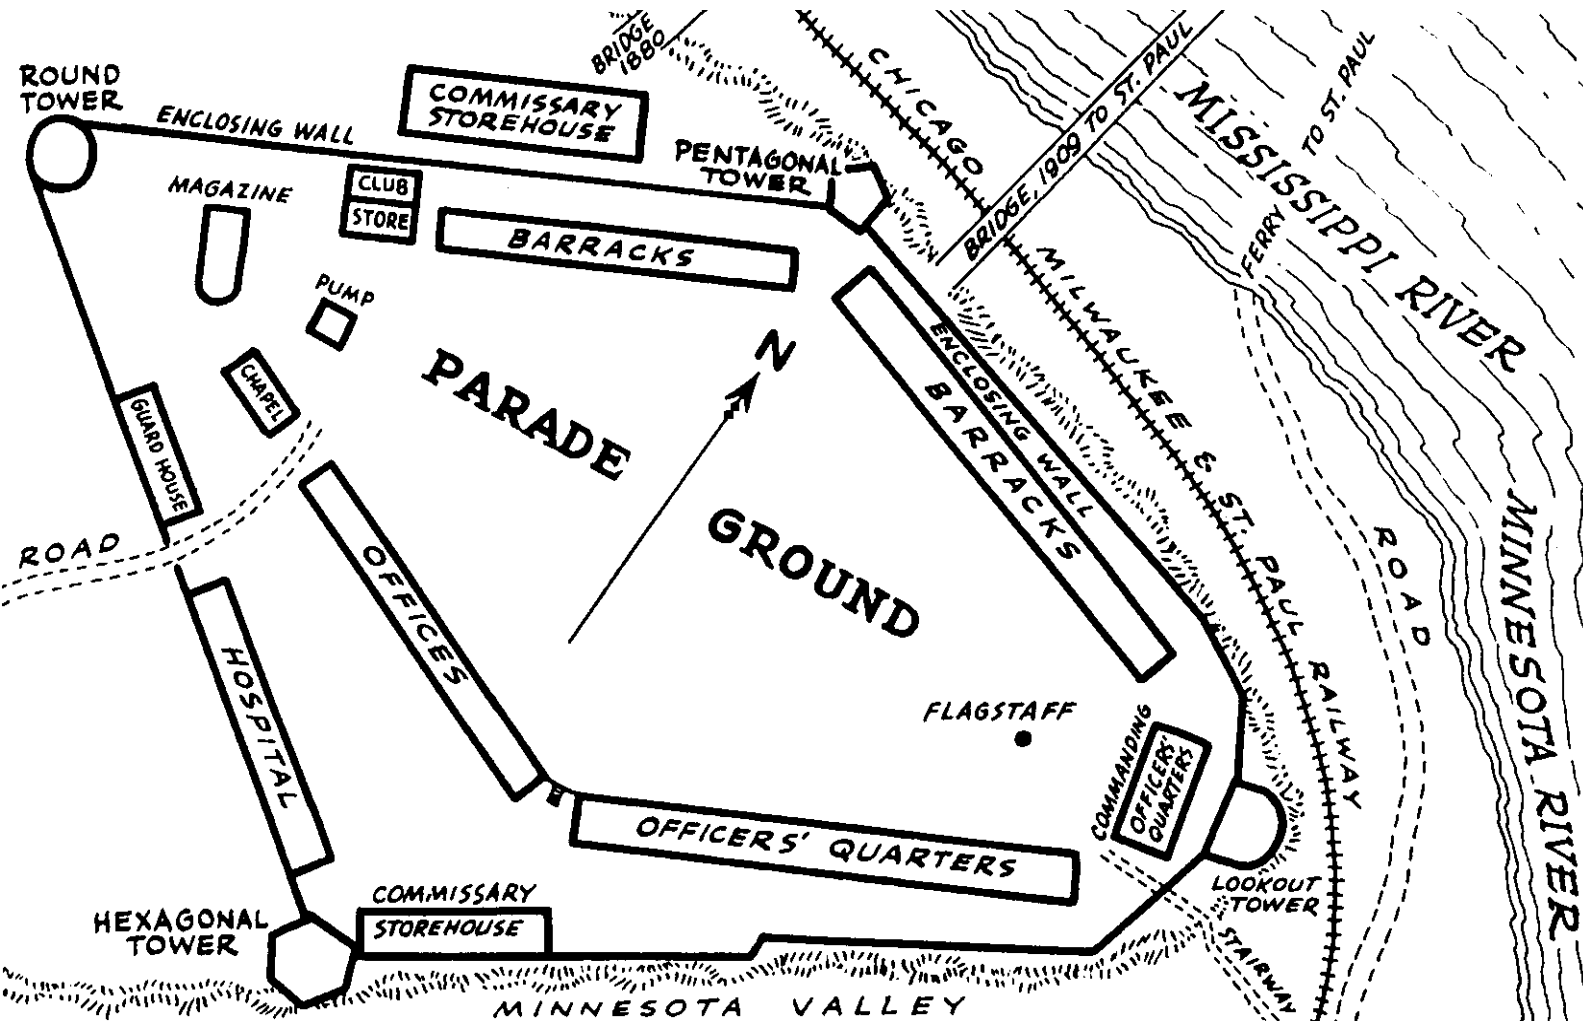 ROUND
TOWER
ENCLOSING WALL
COMMISSARY
STOREHOUSE
BRIDGE
1880
CHICAGO MILWAUKEE & ST. PAUL RAILWAY
BRIDGE, 1909 TO ST. PAUL
MISSISSIPPI RIVER
FERRY TO ST. PAUL
PENTAGONAL
TOWER
MAGAZINE
CLUB
STORE
BARRACKS
PUMP
N
CHAPEL
GUARD HOUSE
PARADE
GROUND
ENCLOSING WALL
BARRACKS
ROAD
ROAD
MINNESOTA RIVER
OFFICES
HOSPITAL
FLAGSTAFF
COMMANDING
OFFICERS'
QUARTERS
OFFICERS' QUARTERS
LOOKOUT
TOWER
STAIRWAY
COMMISSARY
STOREHOUSE
HEXAGONAL
TOWER
MINNESOTA VALLEY